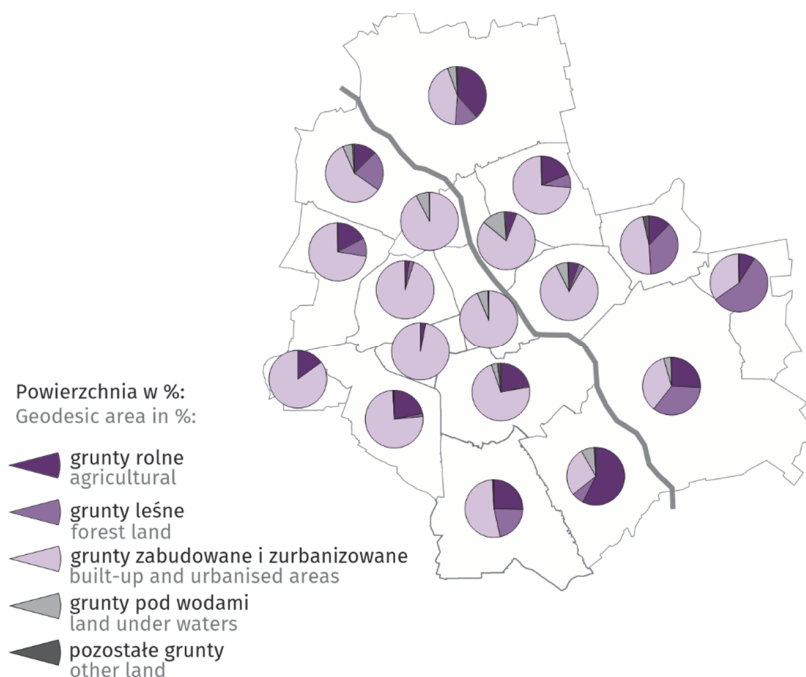 Powierzchnia w %:
Geodesic area in %:
grunty rolne
agricultural
grunty leśne
forest land
grunty zabudowane i zurbanizowane
built-up and urbanised areas
grunty pod wodami
land under waters
pozostałe grunty
other land